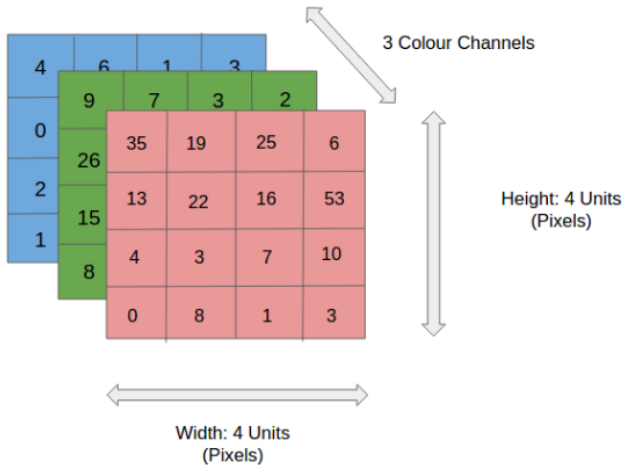 3 Colour Channels
4 6 1 3
0
2
1
9 7 3 2
26
15
8
35 19 25 6
13 22 16 53
4 3 7 10
0 8 1 3
Height: 4 Units
(Pixels)
Width: 4 Units
(Pixels)